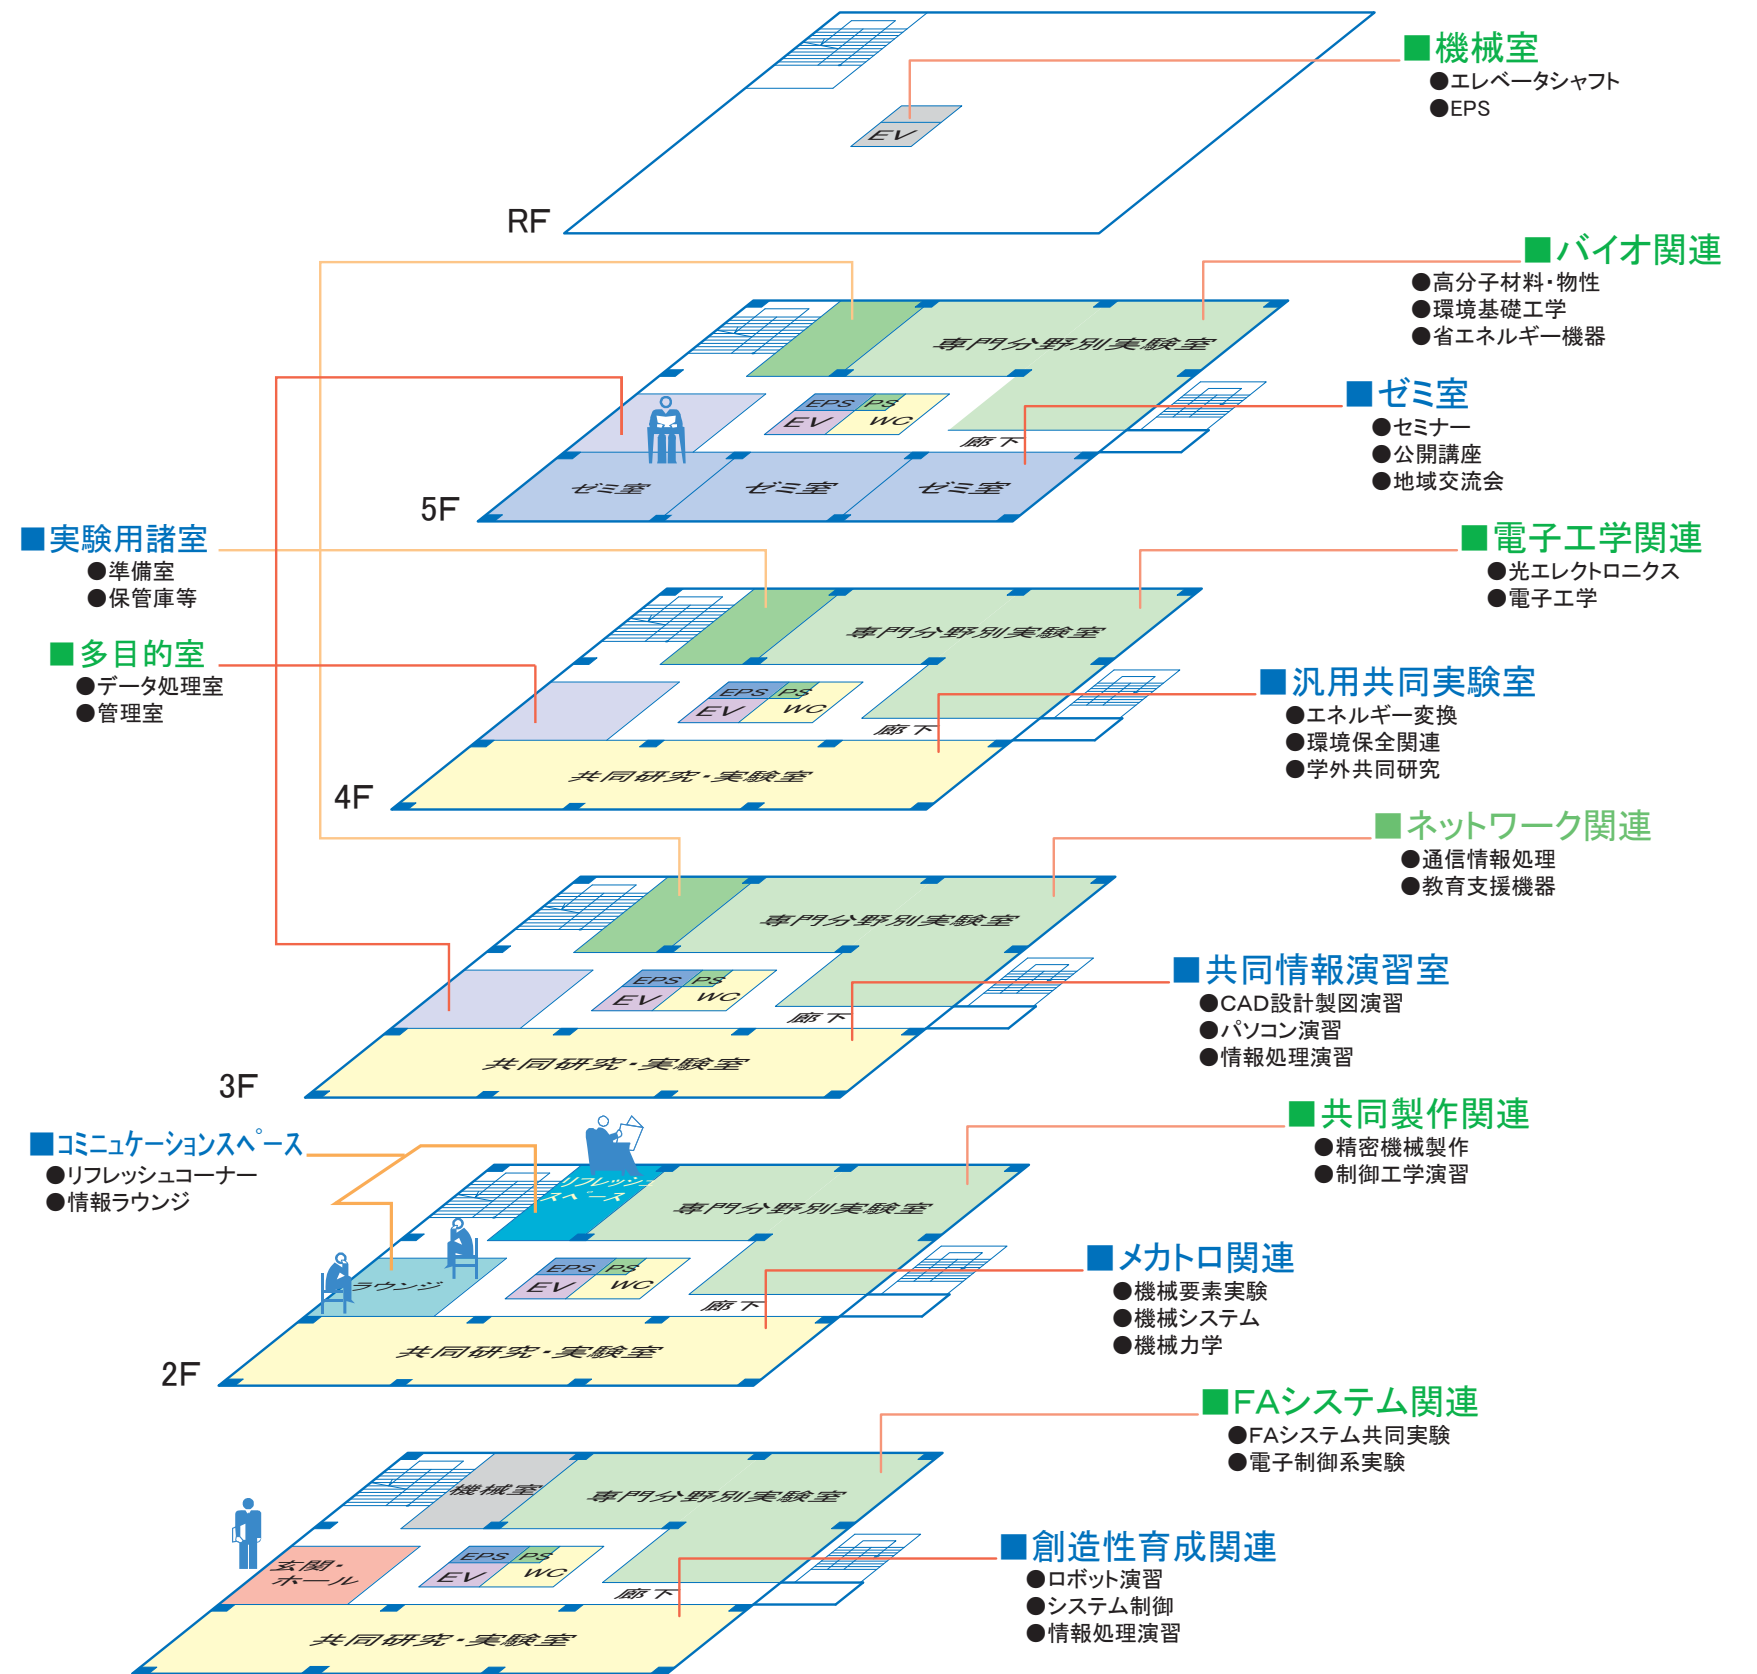 ■機械室
●エレベータシャフト
●EPS
EV
RF
■バイオ関連
●高分子材料・物性
●環境基礎工学
●省エネルギー機器
専門分野別実験室
EPS PS
EV WC
廊下
ゼミ室 ゼミ室 ゼミ室
5F
■ゼミ室
●セミナー
●公開講座
●地域交流会
■実験用諸室
●準備室
●保管庫等
■多目的室
●データ処理室
●管理室
■電子工学関連
●光エレクトロニクス
●電子工学
専門分野別実験室
EPS PS
EV WC
廊下
共同研究・実験室
4F
■汎用共同実験室
●エネルギー変換
●環境保全関連
●学外共同研究
■ネットワーク関連
●通信情報処理
●教育支援機器
専門分野別実験室
EPS PS
EV WC
廊下
共同研究・実験室
3F
■共同情報演習室
●CAD設計製図演習
●パソコン演習
●情報処理演習
■コミニュケーションスペース
●リフレッシュコーナー
●情報ラウンジ
■共同製作関連
●精密機械製作
●制御工学演習
リフレッシュ
スペース
専門分野別実験室
ラウンジ
EPS PS
EV WC
廊下
共同研究・実験室
2F
■メカトロ関連
●機械要素実験
●機械システム
●機械力学
■FAシステム関連
●FAシステム共同実験
●電子制御系実験
機械室
専門分野別実験室
玄関・
ホール
EPS PS
EV WC
廊下
共同研究・実験室
■創造性育成関連
●ロボット演習
●システム制御
●情報処理演習